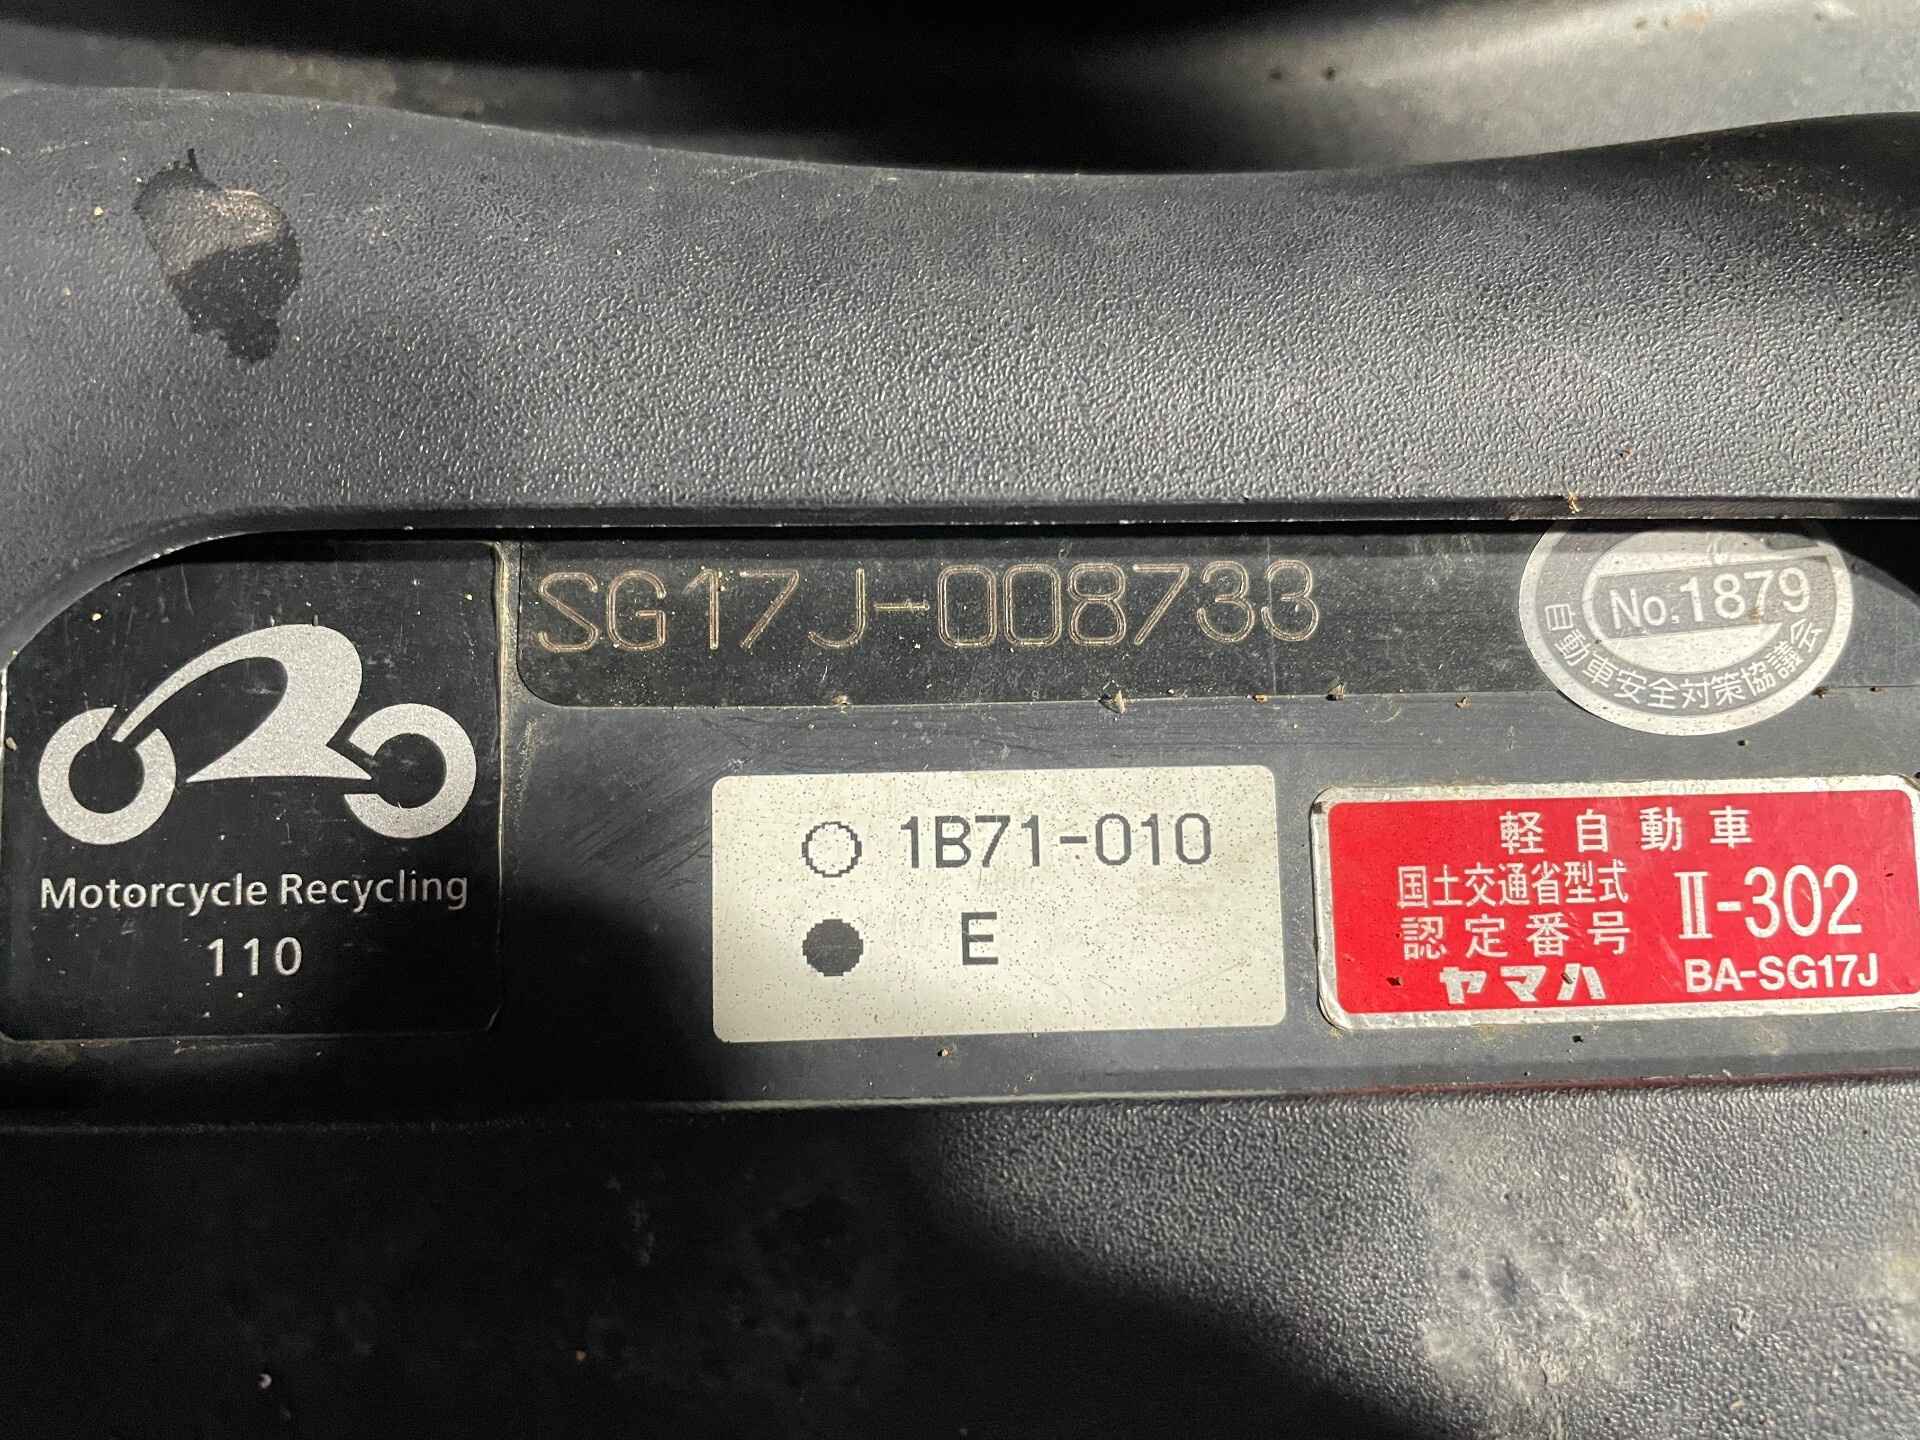 SG17J-008733
No.1879
自動車安全対策協議会
Motorcycle Recycling
110
1B71-010
E
軽自動車
国土交通省型式
認定番号
II-302
ヤマハ
BA-SG17J